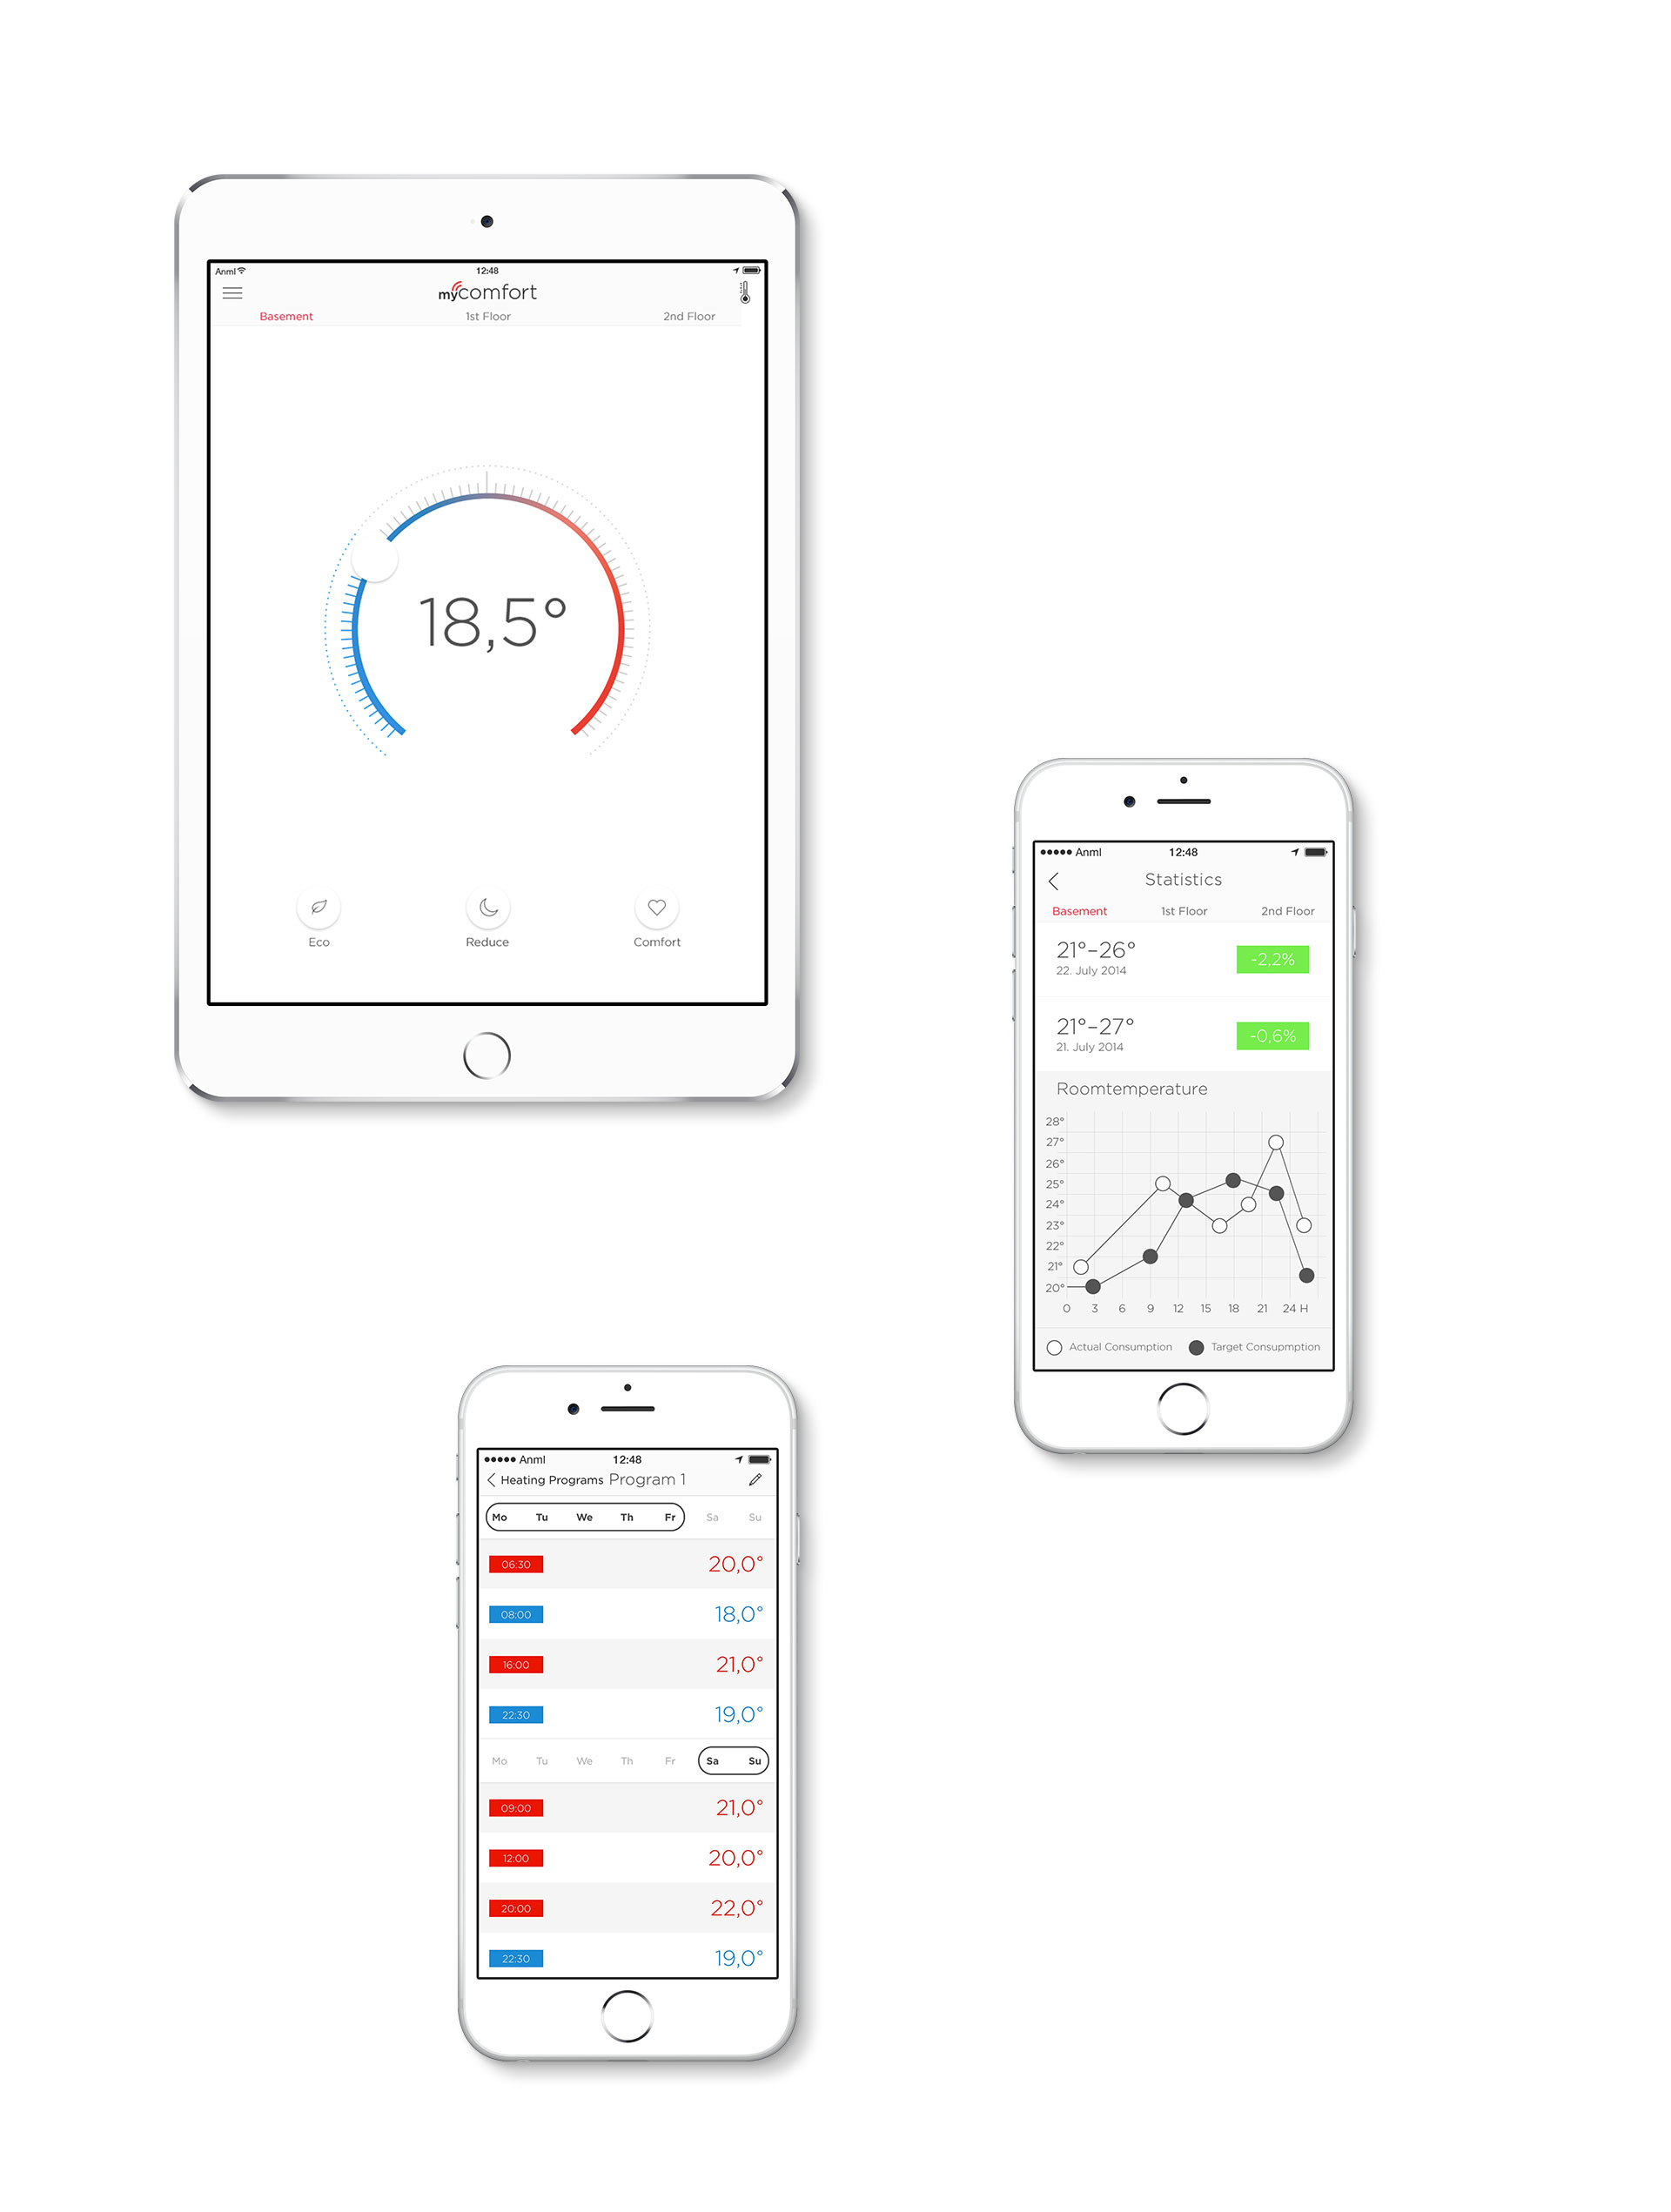 Anml 12:48
mycomfort
Basement 1st Floor 2nd Floor
18,5°
Eco Reduce Comfort
Anml 12:48
Statistics
Basement 1st Floor 2nd Floor
21°–26° -2,2%
22. July 2014
21°–27° -0,6%
21. July 2014
Roomtemperature
28°
27°
26°
25°
24°
23°
22°
21°
20°
0 3 6 9 12 15 18 21 24 H
Actual Consumption Target Consupmption
Anml 12:48
Heating Programs Program 1
Mo Tu We Th Fr Sa Su
06:30 20,0°
08:00 18,0°
16:00 21,0°
22:30 19,0°
Mo Tu We Th Fr Sa Su
09:00 21,0°
12:00 20,0°
20:00 22,0°
22:30 19,0°